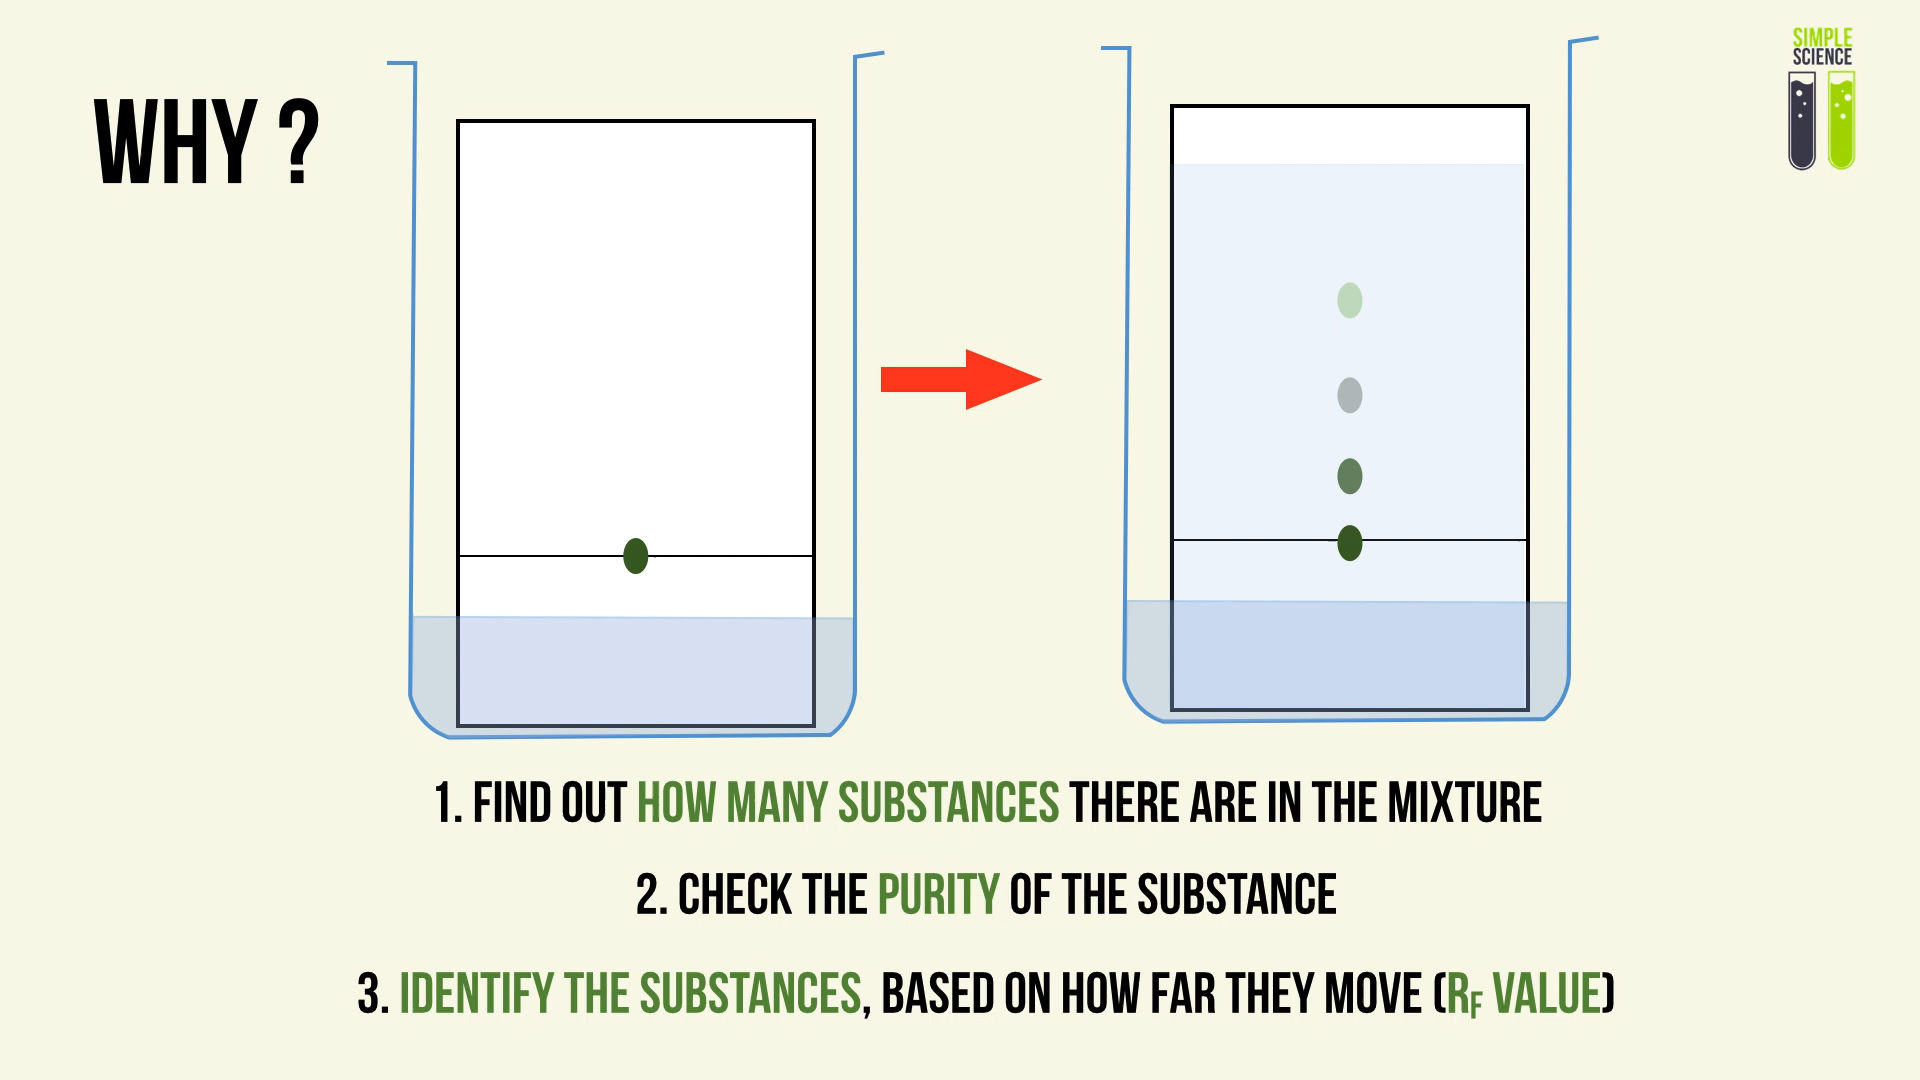 WHY ?
SIMPLE
SCIENCE
1. FIND OUT HOW MANY SUBSTANCES THERE ARE IN THE MIXTURE
2. CHECK THE PURITY OF THE SUBSTANCE
3. IDENTIFY THE SUBSTANCES, BASED ON HOW FAR THEY MOVE (RF VALUE)